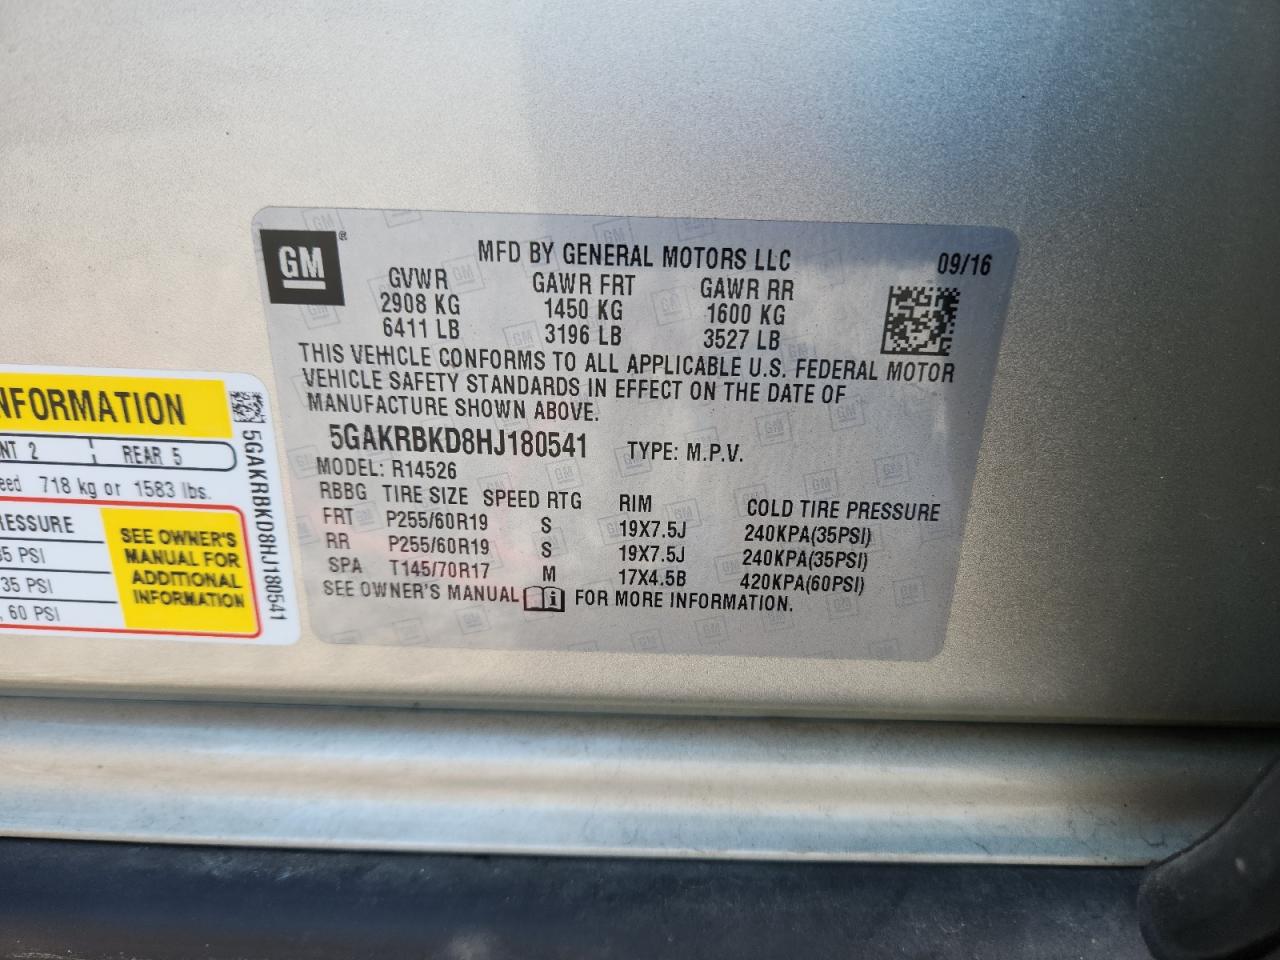 GM
®
MFD BY GENERAL MOTORS LLC 09/16
GVWR GAWR FRT GAWR RR
2908 KG 1450 KG 1600 KG
6411 LB 3196 LB 3527 LB
THIS VEHICLE CONFORMS TO ALL APPLICABLE U.S. FEDERAL MOTOR
VEHICLE SAFETY STANDARDS IN EFFECT ON THE DATE OF
MANUFACTURE SHOWN ABOVE.
5GAKRBKD8HJ180541 TYPE: M.P.V.
MODEL: R14526
RBBG TIRE SIZE SPEED RTG RIM COLD TIRE PRESSURE
FRT P255/60R19 S 19X7.5J 240KPA(35PSI)
RR P255/60R19 S 19X7.5J 240KPA(35PSI)
SPA T145/70R17 M 17X4.5B 420KPA(60PSI)
SEE OWNER'S MANUAL i FOR MORE INFORMATION.
NFORMATION
NT 2 REAR 5
eed 718 kg or 1583 lbs.
RESSURE
35 PSI
35 PSI
, 60 PSI
SEE OWNER'S
MANUAL FOR
ADDITIONAL
INFORMATION
5GAKRBKD8HJ180541